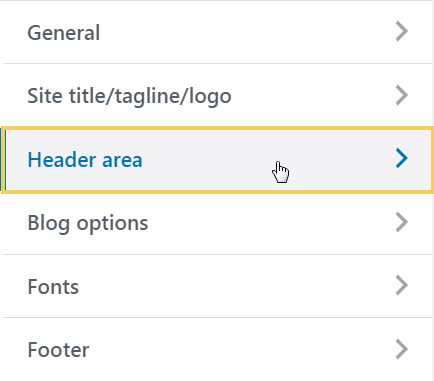 General
Site title/tagline/logo
Header area
Blog options
Fonts
Footer